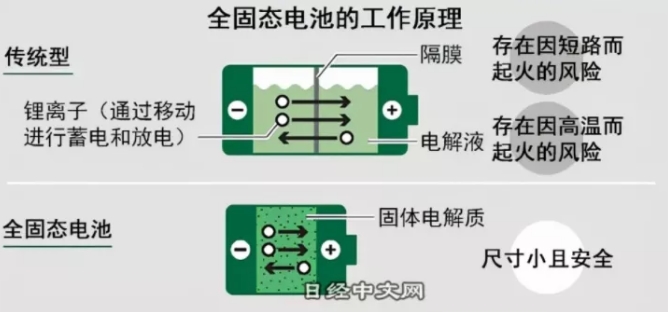 全固态电池的工作原理
传统型
隔膜
存在因短路而
起火的风险
锂离子（通过移动
进行蓄电和放电）
−
+
电解液
存在因高温而
起火的风险
全固态电池
固体电解质
−
+
尺寸小且安全
日经中文网